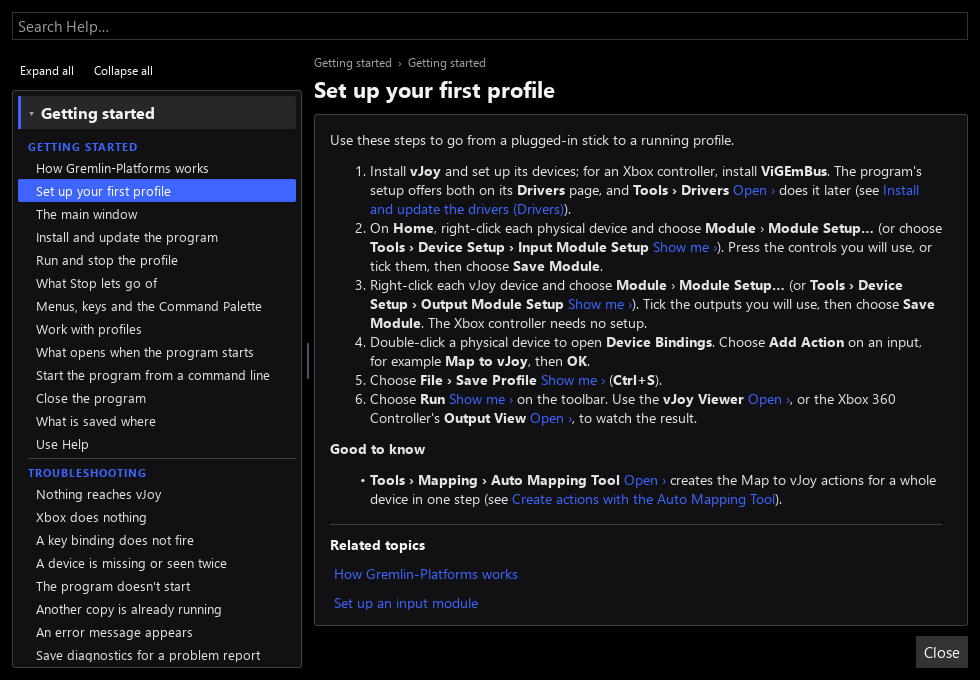 Search Help...
Expand all
Collapse all
Getting started
GETTING STARTED
How Gremlin-Platforms works
Set up your first profile
The main window
Install and update the program
Run and stop the profile
What Stop lets go of
Menus, keys and the Command Palette
Work with profiles
What opens when the program starts
Start the program from a command line
Close the program
What is saved where
Use Help
TROUBLESHOOTING
Nothing reaches vJoy
Xbox does nothing
A key binding does not fire
A device is missing or seen twice
The program doesn't start
Another copy is already running
An error message appears
Save diagnostics for a problem report
Getting started › Getting started
Set up your first profile
Use these steps to go from a plugged-in stick to a running profile.
1. Install vJoy and set up its devices; for an Xbox controller, install ViGEmBus. The program's
setup offers both on its Drivers page, and Tools › Drivers Open › does it later (see Install
and update the drivers (Drivers)).
2. On Home, right-click each physical device and choose Module › Module Setup... (or choose
Tools › Device Setup › Input Module Setup Show me ›). Press the controls you will use, or
tick them, then choose Save Module.
3. Right-click each vJoy device and choose Module › Module Setup... (or Tools › Device
Setup › Output Module Setup Show me ›). Tick the outputs you will use, then choose Save
Module. The Xbox controller needs no setup.
4. Double-click a physical device to open Device Bindings. Choose Add Action on an input,
for example Map to vJoy, then OK.
5. Choose File › Save Profile Show me › (Ctrl+S).
6. Choose Run Show me › on the toolbar. Use the vJoy Viewer Open ›, or the Xbox 360
Controller's Output View Open ›, to watch the result.
Good to know
• Tools › Mapping › Auto Mapping Tool Open › creates the Map to vJoy actions for a whole
device in one step (see Create actions with the Auto Mapping Tool).
Related topics
How Gremlin-Platforms works
Set up an input module
Close